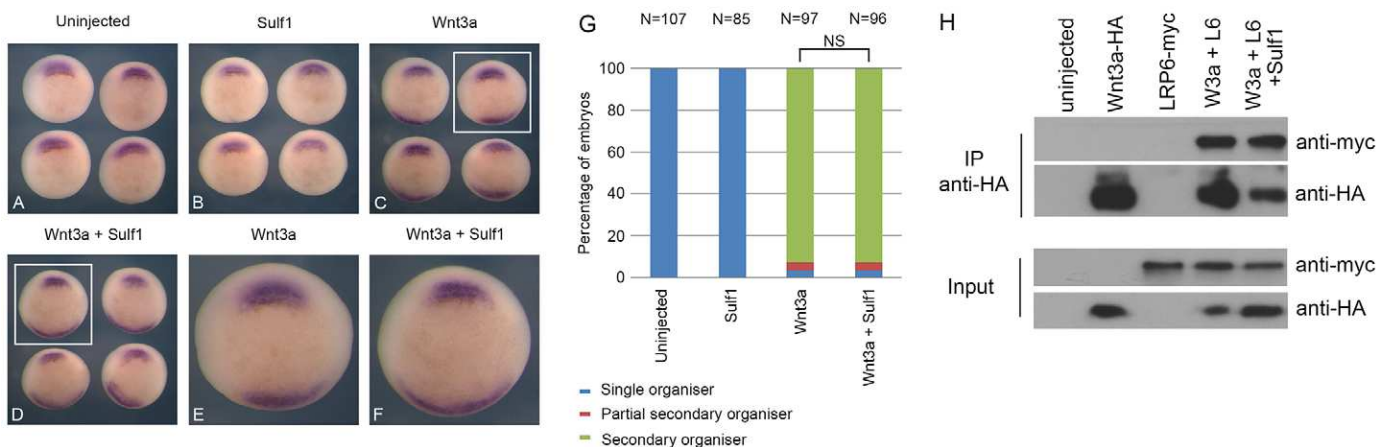 Uninjected
Sulf1
Wnt3a
A
B
C
Wnt3a + Sulf1
Wnt3a
Wnt3a + Sulf1
D
E
F
G
N=107 N=85 N=97 N=96
NS
Percentage of embryos
100
80
60
40
20
0
Uninjected
Sulf1
Wnt3a
Wnt3a + Sulf1
Single organiser
Partial secondary organiser
Secondary organiser
H
uninjected
Wnt3a-HA
LRP6-myc
W3a + L6
W3a + L6
+Sulf1
IP
anti-HA
anti-myc
anti-HA
Input
anti-myc
anti-HA